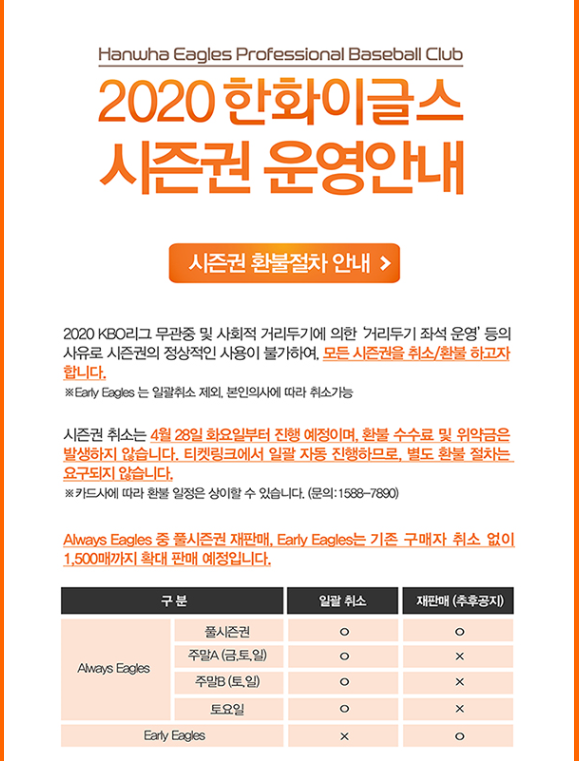 Hanwha Eagles Professional Baseball Club
2020 한화이글스
시즌권 운영안내
시즌권 환불절차 안내 >
2020 KBO리그 무관중 및 사회적 거리두기에 의한 '거리두기 좌석 운영' 등의
사유로 시즌권의 정상적인 사용이 불가하여, 모든 시즌권을 취소/환불 하고자
합니다.
※Early Eagles 는 일괄취소 제외, 본인의사에 따라 취소가능
시즌권 취소는 4월 28일 화요일부터 진행 예정이며, 환불 수수료 및 위약금은
발생하지 않습니다. 티켓링크에서 일괄 자동 진행하므로, 별도 환불 절차는
요구되지 않습니다.
※카드사에 따라 환불 일정은 상이할 수 있습니다. (문의:1588-7890)
Always Eagles 중 풀시즌권 재판매, Early Eagles는 기존 구매자 취소 없이
1,500매까지 확대 판매 예정입니다.
구 분 일괄 취소 재판매 (추후공지)
Always Eagles
풀시즌권 ○ ○
주말A (금,토,일) ○ ×
주말B (토,일) ○ ×
토요일 ○ ×
Early Eagles × ○